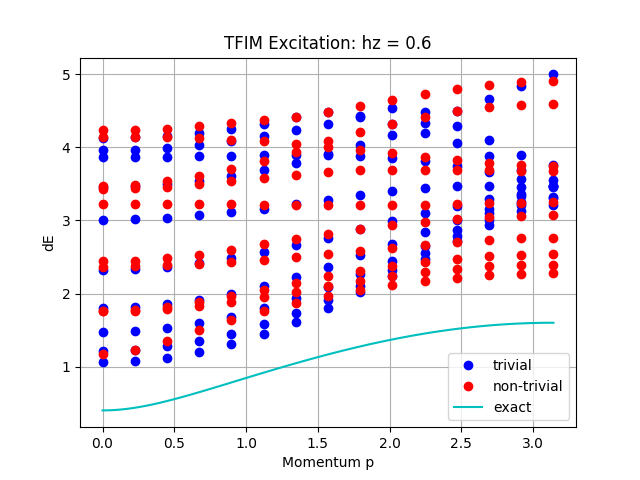 TFIM Excitation: hz = 0.6
dE
5
4
3
2
1
0.0 0.5 1.0 1.5 2.0 2.5 3.0
Momentum p
trivial
non-trivial
exact